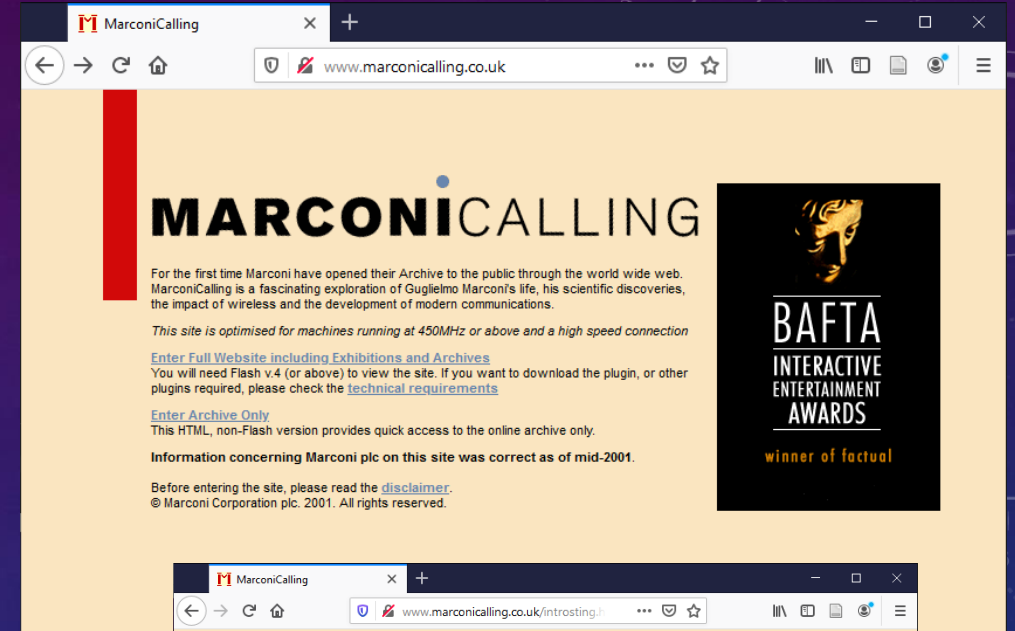 MarconiCalling
www.marconicalling.co.uk
MARCONICALLING
For the first time Marconi have opened their Archive to the public through the world wide web.
MarconiCalling is a fascinating exploration of Guglielmo Marconi's life, his scientific discoveries,
the impact of wireless and the development of modern communications.
This site is optimised for machines running at 450MHz or above and a high speed connection
Enter Full Website including Exhibitions and Archives
You will need Flash v.4 (or above) to view the site. If you want to download the plugin, or other
plugins required, please check the technical requirements
Enter Archive Only
This HTML, non-Flash version provides quick access to the online archive only.
Information concerning Marconi plc on this site was correct as of mid-2001.
Before entering the site, please read the disclaimer.
© Marconi Corporation plc. 2001. All rights reserved.
BAFTA
INTERACTIVE
ENTERTAINMENT
AWARDS
winner of factual
MarconiCalling
www.marconicalling.co.uk/introsting.h